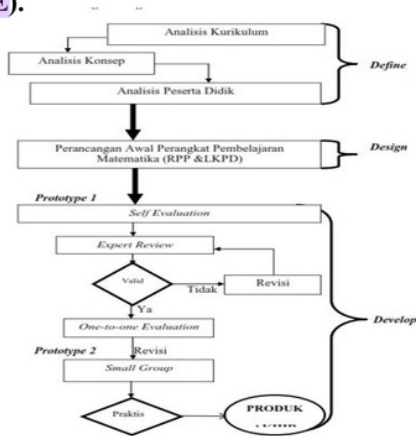 E).
Analisis Kurikulum
Analisis Konsep
Define
Analisis Peserta Didik
Perancangan Awal Perangkat Pembelajaran
Matematika (RPP &LKPD)
Design
Prototype 1
Self Evaluation
Expert Review
Valid
Tidak
Revisi
Ya
Develop
One-to-one Evaluation
Prototype 2
Revisi
Small Group
Praktis
PRODUK